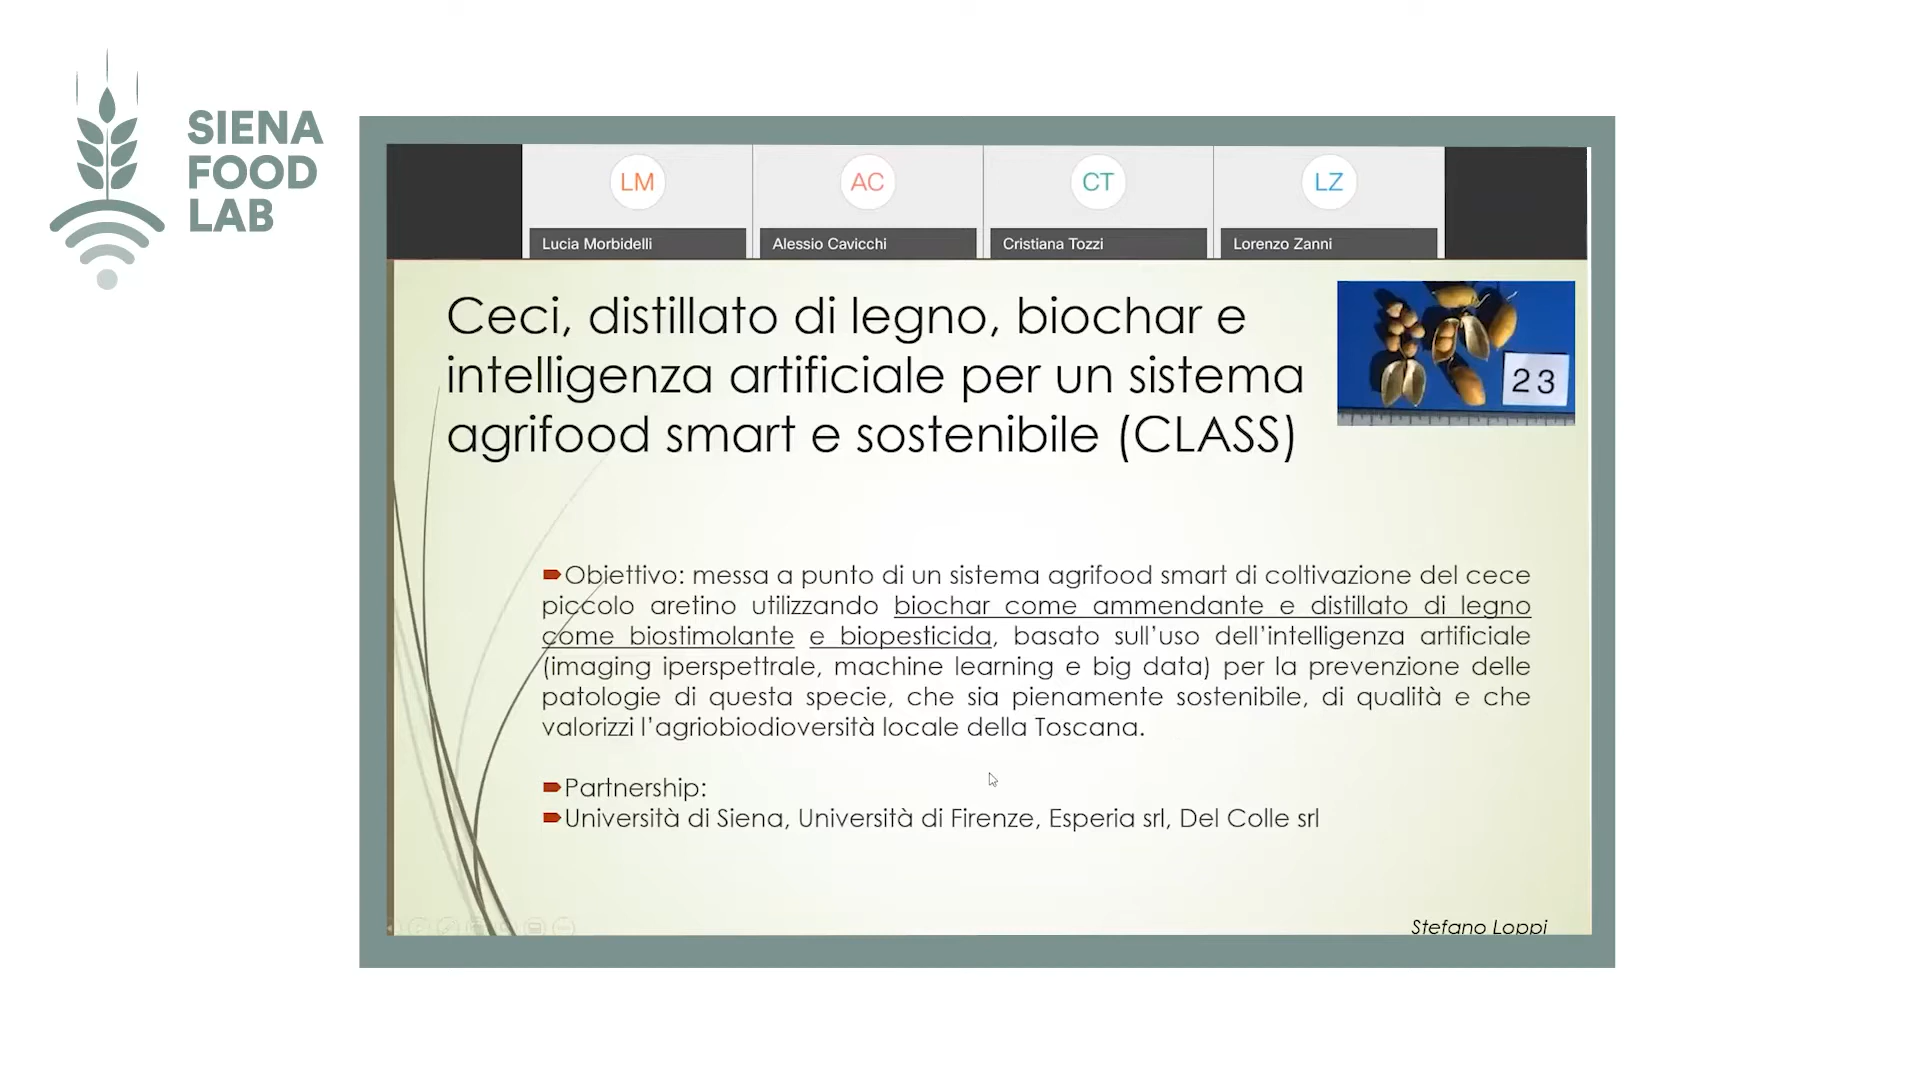 SIENA
FOOD
LAB
LM
AC
CT
LZ
Lucia Morbidelli
Alessio Cavicchi
Cristiana Tozzi
Lorenzo Zanni
Ceci, distillato di legno, biochar e
intelligenza artificiale per un sistema
agrifood smart e sostenibile (CLASS)
23
Obiettivo: messa a punto di un sistema agrifood smart di coltivazione del cece
piccolo aretino utilizzando biochar come ammendante e distillato di legno
come biostimolante e biopesticida, basato sull'uso dell'intelligenza artificiale
(imaging iperspettrale, machine learning e big data) per la prevenzione delle
patologie di questa specie, che sia pienamente sostenibile, di qualità e che
valorizzi l'agriobiodioversità locale della Toscana.
Partnership:
Università di Siena, Università di Firenze, Esperia srl, Del Colle srl
Stefano Loppi